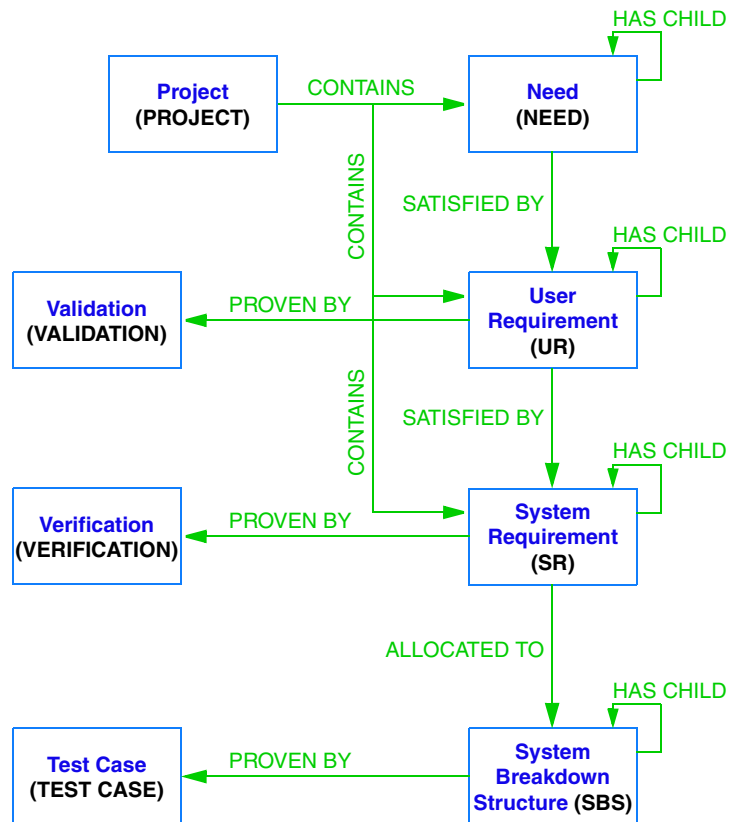 HAS CHILD
Project
(PROJECT)
CONTAINS
Need
(NEED)
CONTAINS
SATISFIED BY
HAS CHILD
Validation
(VALIDATION)
PROVEN BY
User
Requirement
(UR)
CONTAINS
SATISFIED BY
HAS CHILD
Verification
(VERIFICATION)
PROVEN BY
System
Requirement
(SR)
ALLOCATED TO
HAS CHILD
Test Case
(TEST CASE)
PROVEN BY
System
Breakdown
Structure (SBS)